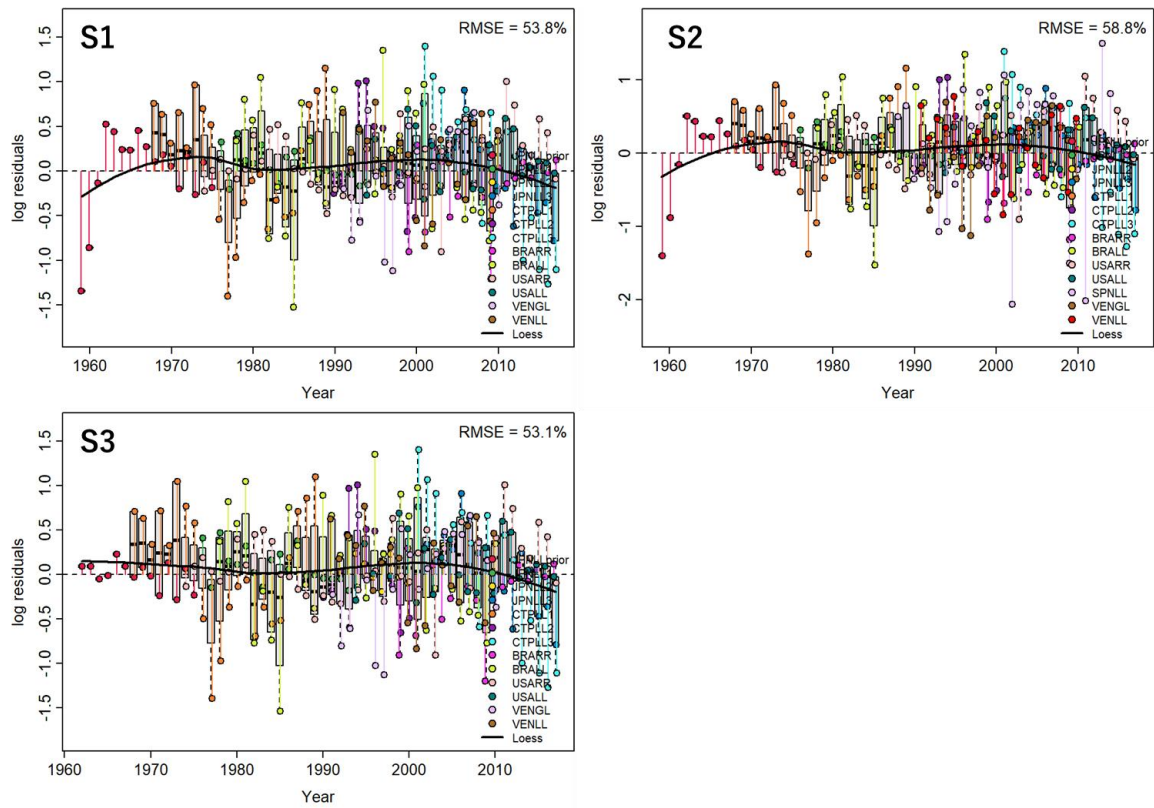 S1
RMSE = 53.8%
log residuals
1.5
1.0
0.5
0.0
-0.5
-1.0
-1.5
prior
CTPLL2
CTPLL3
BRARR
BRALL
USARR
USALL
VENGL
VENLL
Loess
1960 1970 1980 1990 2000 2010
Year
S2
RMSE = 58.8%
log residuals
1
0
-1
-2
prior
CTPLL2
CTPLL3
BRARR
BRALL
USARR
USALL
SPNLL
VENGL
VENLL
Loess
1960 1970 1980 1990 2000 2010
Year
S3
RMSE = 53.1%
log residuals
1.5
1.0
0.5
0.0
-0.5
-1.0
-1.5
prior
CTPLL2
CTPLL3
BRARR
BRALL
USARR
USALL
VENGL
VENLL
Loess
1960 1970 1980 1990 2000 2010
Year